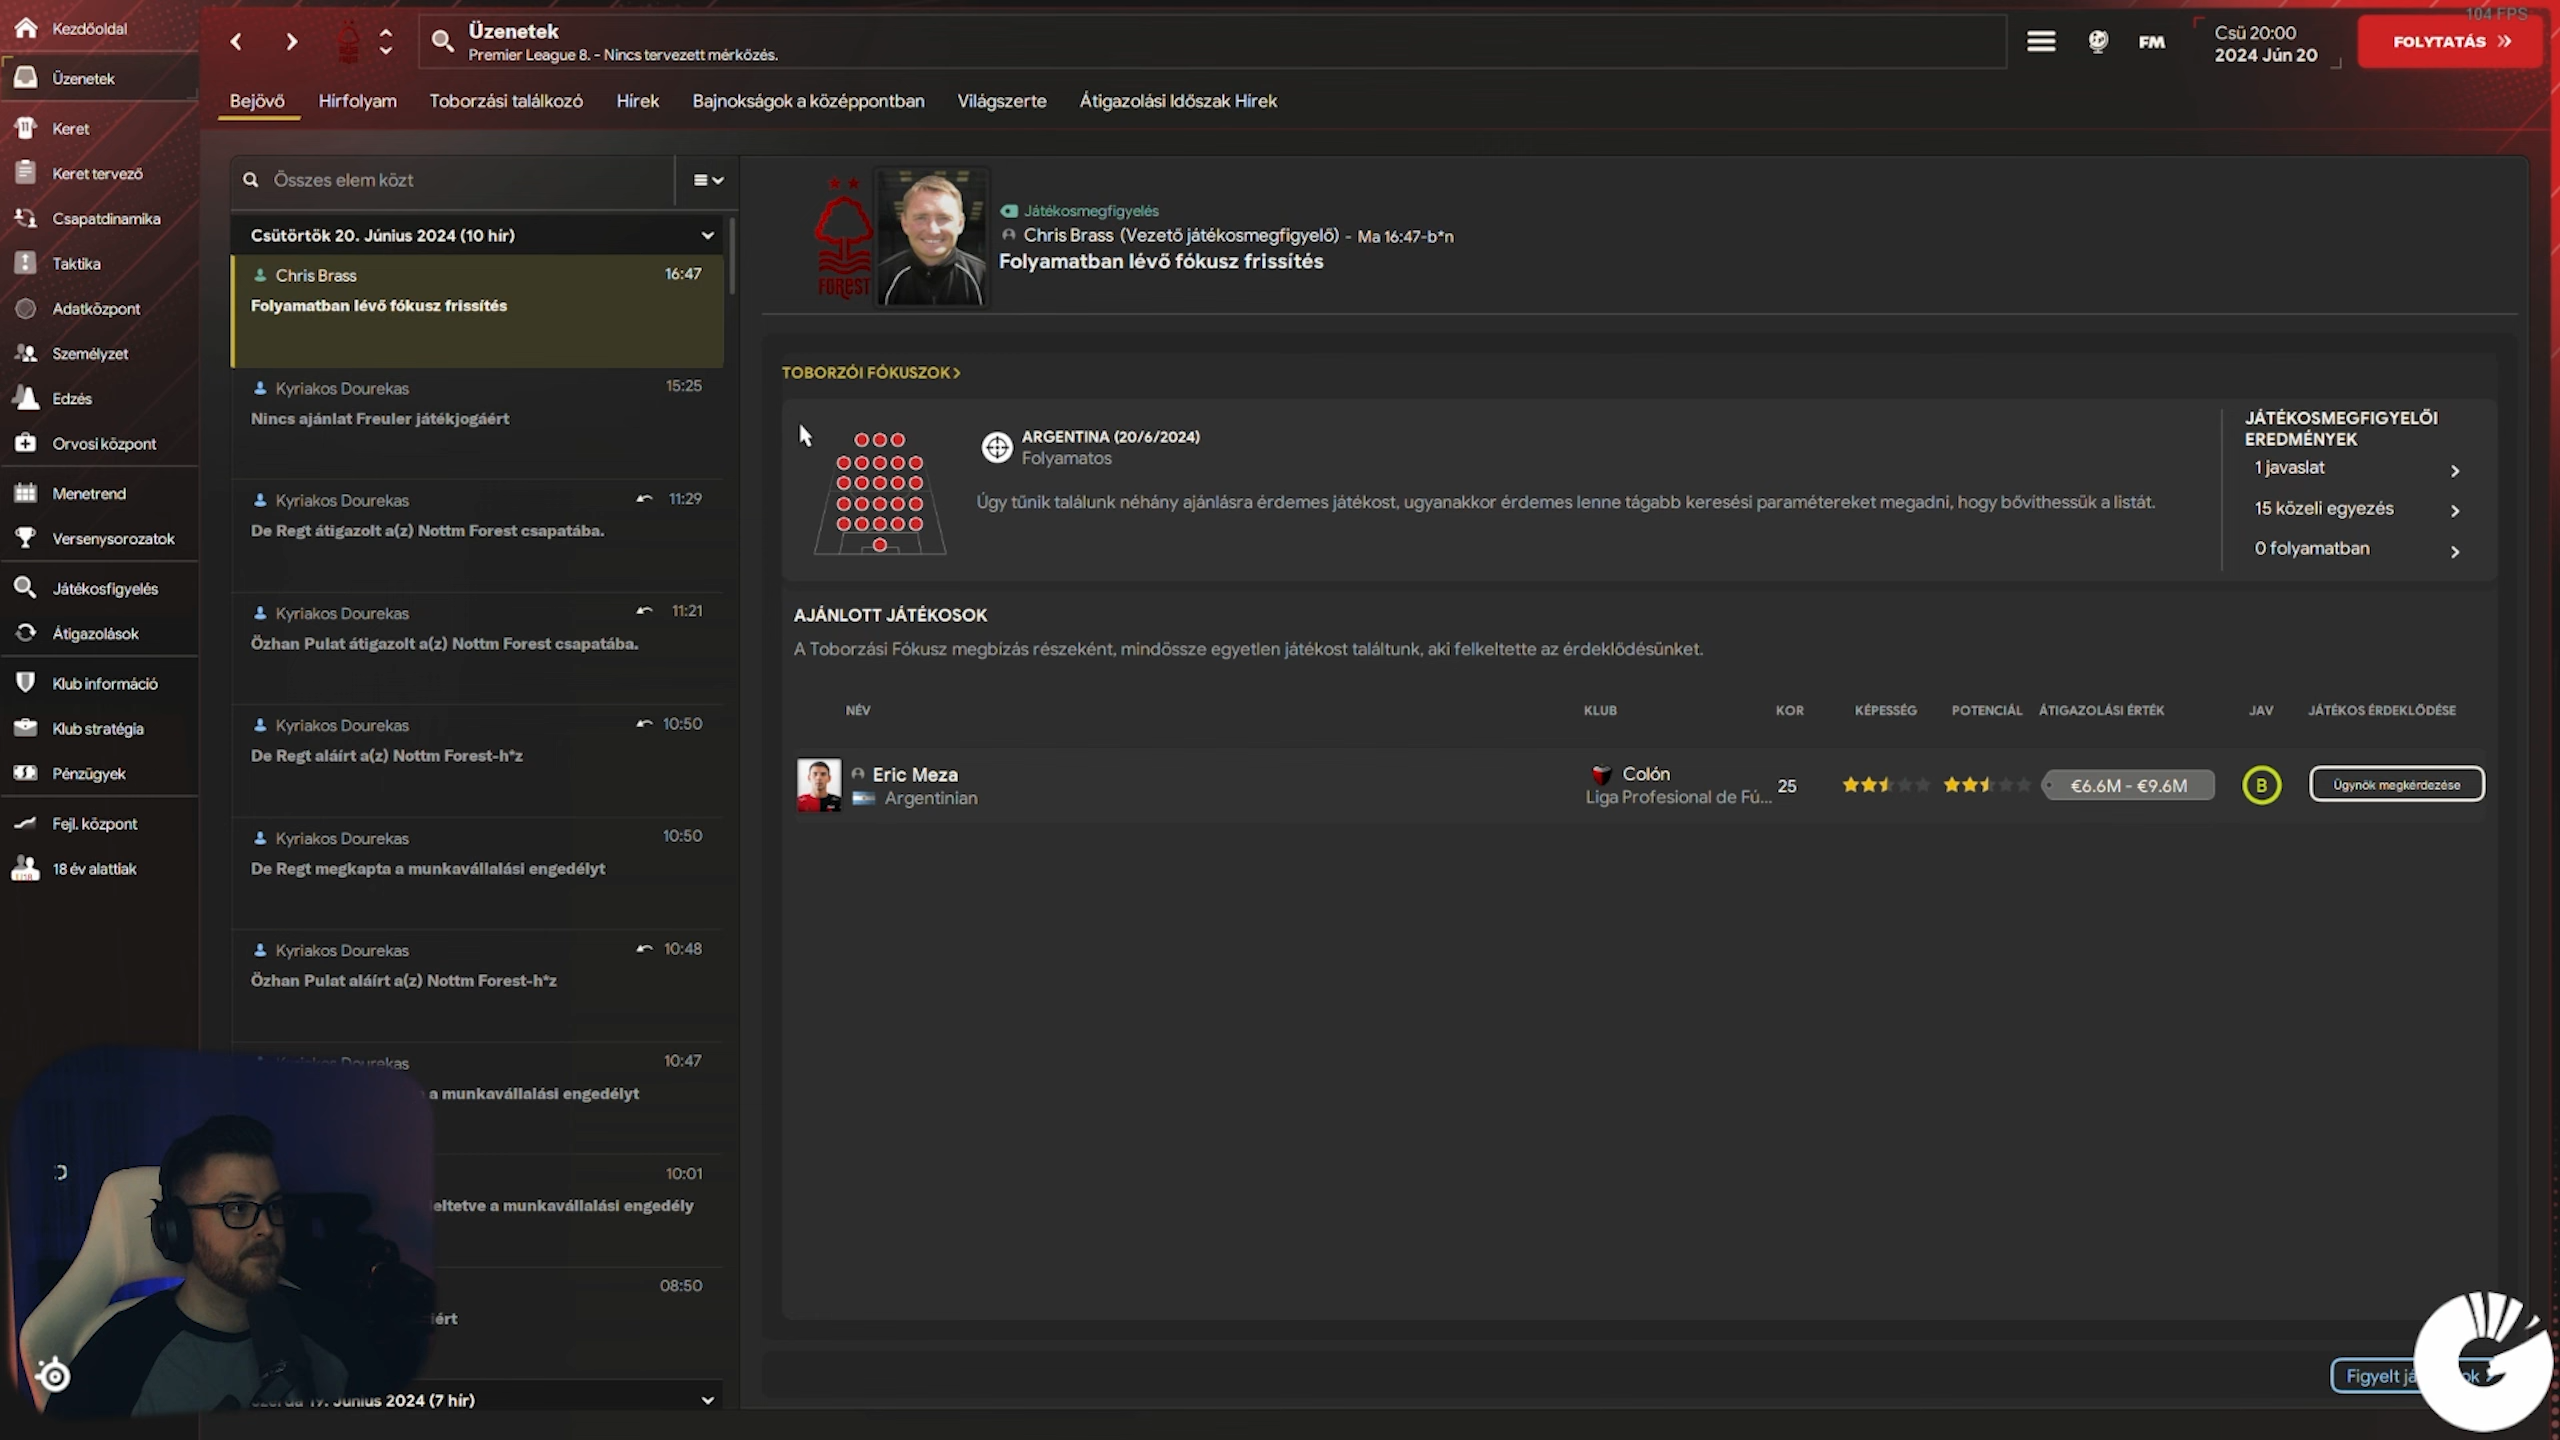 Kezdőoldal
Üzenetek
Keret
Keret tervező
Csapatdinamika
Taktika
Adatközpont
Személyzet
Edzés
Orvosi központ
Menetrend
Versenysorozatok
Játékosfigyelés
Átigazolások
Klub információ
Klub stratégia
Pénzügyek
Fejl. központ
18 év alattiak
Üzenetek
Premier League 8. - Nincs tervezett mérkőzés.
FM
104 FPS
Csü 20:00
2024 Jún 20
FOLYTATÁS
Bejövő Hírfolyam Toborzási találkozó Hírek Bajnokságok a középpontban Világszerte Átigazolási Időszak Hírek
Összes elem közt
Csütörtök 20. Június 2024 (10 hír)
Chris Brass 16:47
Folyamatban lévő fókusz frissítés
Kyriakos Dourekas 15:25
Nincs ajánlat Freuler játékjogáért
Kyriakos Dourekas 11:29
De Regt átigazolt a(z) Nottm Forest csapatába.
Kyriakos Dourekas 11:21
Özhan Pulat átigazolt a(z) Nottm Forest csapatába.
Kyriakos Dourekas 10:50
De Regt aláírt a(z) Nottm Forest-h*z
Kyriakos Dourekas 10:50
De Regt megkapta a munkavállalási engedélyt
Kyriakos Dourekas 10:48
Özhan Pulat aláírt a(z) Nottm Forest-h*z
Kyriakos Dourekas 10:47
a munkavállalási engedélyt
10:01
a munkavállalási engedély
08:50
19. Június 2024 (7 hír)
FOREST
Játékosmegfigyelés
Chris Brass (Vezető játékosmegfigyelő) - Ma 16:47-b*n
Folyamatban lévő fókusz frissítés
TOBORZÓI FÓKUSZOK
ARGENTINA (20/6/2024)
Folyamatos
Úgy tűnik találunk néhány ajánlásra érdemes játékost, ugyanakkor érdemes lenne tágabb keresési paramétereket megadni, hogy bővíthessük a listát.
JÁTÉKOSMEGFIGYELŐI
EREDMÉNYEK
1 javaslat
15 közeli egyezés
0 folyamatban
AJÁNLOTT JÁTÉKOSOK
A Toborzási Fókusz megbízás részeként, mindössze egyetlen játékost találtunk, aki felkeltette az érdeklődésünket.
NÉV KLUB KOR KÉPESSÉG POTENCIÁL ÁTIGAZOLÁSI ÉRTÉK JAV JÁTÉKOS ÉRDEKLŐDÉSE
Eric Meza
Argentinian
Colón
Liga Profesional de Fú...
25
€6.6M - €9.6M
B
Ügynök megkérdezése
Figyelt